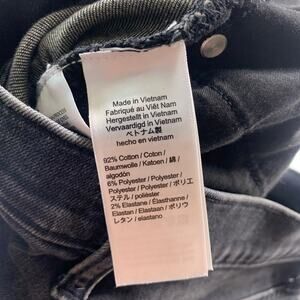 Made in Vietnam
Fabriqué au Viêt Nam
Hergestellt in Vietnam
Vervaardigd in Vietnam
ベトナム製
hecho en vietnam
92% Cotton / Coton /
Baumwolle / Katoen / 綿 /
algodón
6% Polyester / Polyester /
Polyester / Polyester / ポリエ
ステル / poliéster
2% Elastane / Élasthanne /
Elastan / Elastaan / ポリウ
レタン / elastano